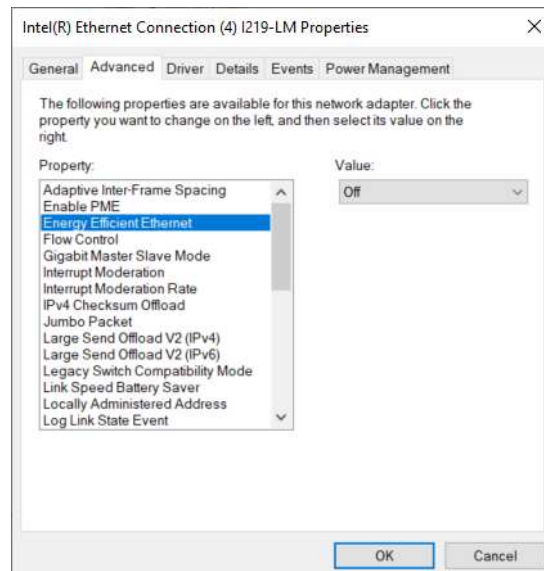 Intel(R) Ethernet Connection (4) I219-LM Properties
General Advanced Driver Details Events Power Management
The following properties are available for this network adapter. Click the
property you want to change on the left, and then select its value on the
right.
Property:
Value:
Adaptive Inter-Frame Spacing
Off
Enable PME
Energy Efficient Ethernet
Flow Control
Gigabit Master Slave Mode
Interrupt Moderation
Interrupt Moderation Rate
IPv4 Checksum Offload
Jumbo Packet
Large Send Offload V2 (IPv4)
Large Send Offload V2 (IPv6)
Legacy Switch Compatibility Mode
Link Speed Battery Saver
Locally Administered Address
Log Link State Event
OK
Cancel